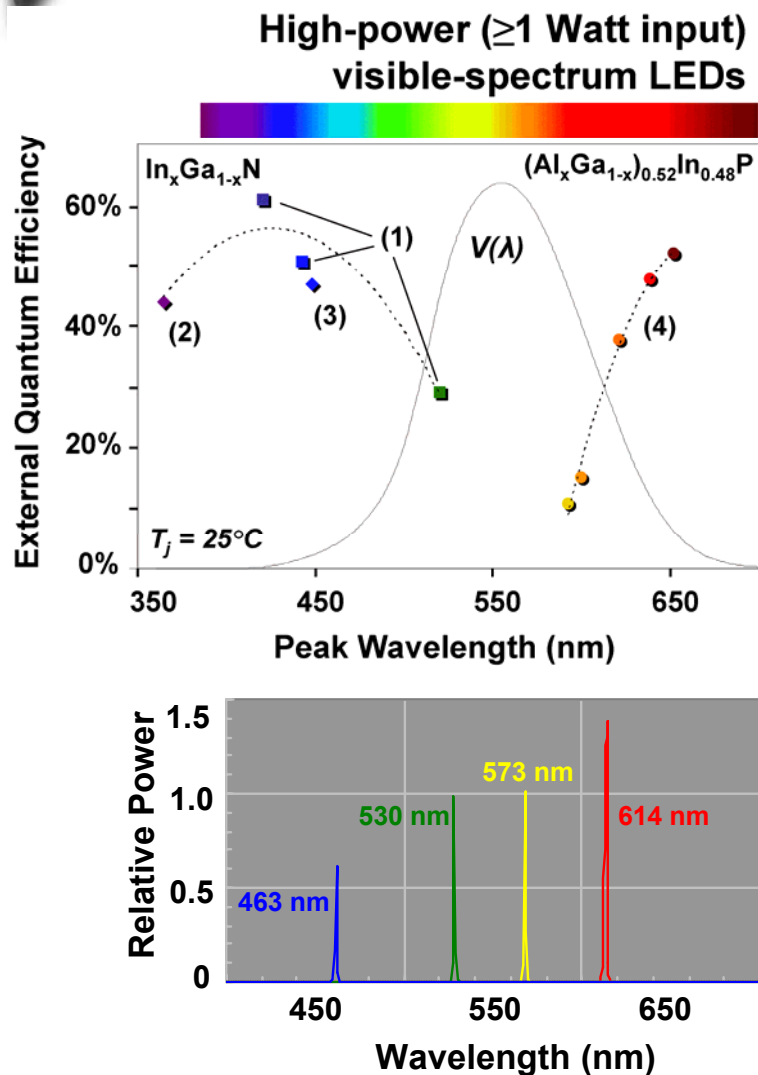 High-power (≥1 Watt input)
visible-spectrum LEDs
External Quantum Efficiency
InₓGa₁₋ₓN
(AlₓGa₁₋ₓ)₀.₅₂In₀.₄₈P
60%
40%
20%
0%
(1)
(2)
(3)
(4)
V(λ)
Tⱼ = 25°C
350
450
550
650
Peak Wavelength (nm)
Relative Power
1.5
1.0
0.5
0
463 nm
530 nm
573 nm
614 nm
450
550
650
Wavelength (nm)